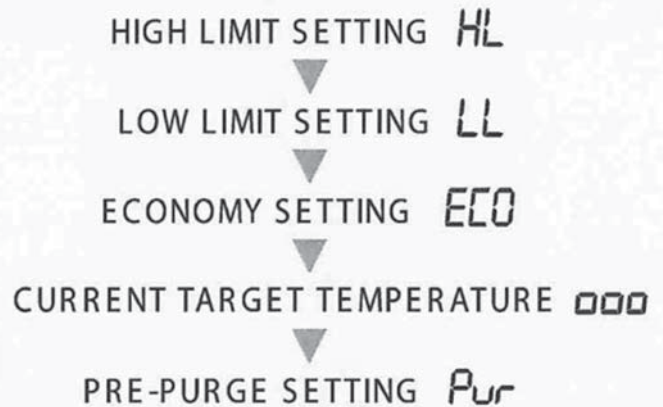 HIGH LIMIT SETTING HL
LOW LIMIT SETTING LL
ECONOMY SETTING ECO
CURRENT TARGET TEMPERATURE ooo
PRE-PURGE SETTING Pur